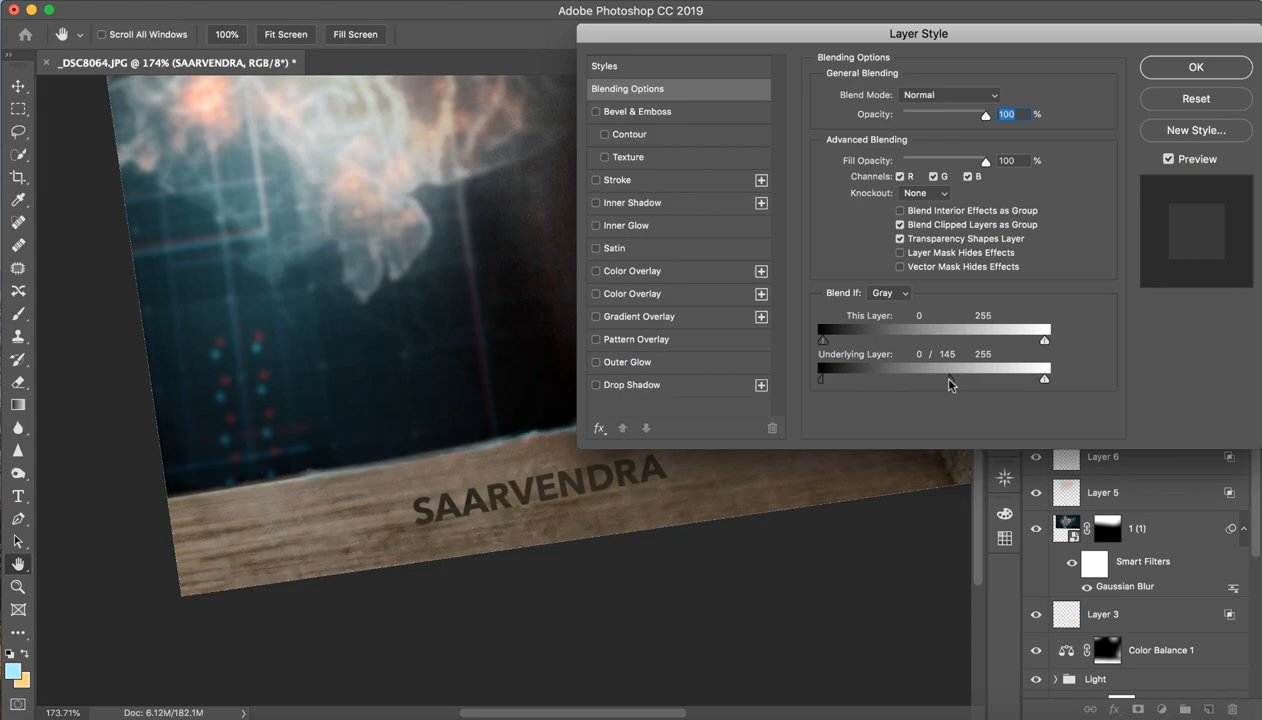 Adobe Photoshop CC 2019
Scroll All Windows
100%
Fit Screen
Fill Screen
_DSC8064.JPG @ 174% (SAARVENDRA, RGB/8*) *
Layer Style
Styles
Blending Options
Bevel & Emboss
Contour
Texture
Stroke
Inner Shadow
Inner Glow
Satin
Color Overlay
Color Overlay
Gradient Overlay
Pattern Overlay
Outer Glow
Drop Shadow
fx
Blending Options
General Blending
Blend Mode: Normal
Opacity: 100 %
Advanced Blending
Fill Opacity: 100 %
Channels: R G B
Knockout: None
Blend Interior Effects as Group
Blend Clipped Layers as Group
Transparency Shapes Layer
Layer Mask Hides Effects
Vector Mask Hides Effects
Blend If: Gray
This Layer: 0 255
Underlying Layer: 0 / 145 255
OK
Reset
New Style...
Preview
SAARVENDRA
Layer 6
Layer 5
1 (1)
Smart Filters
Gaussian Blur
Layer 3
Color Balance 1
Light
fx
173.71%
Doc: 6.12M/182.1M